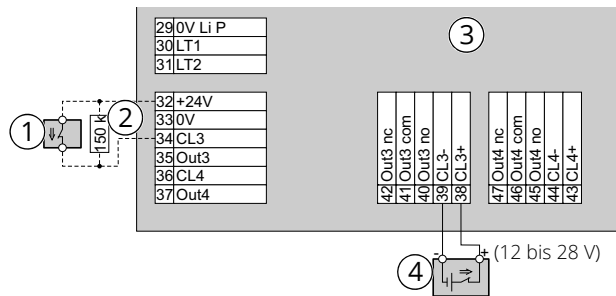 29 0V Li P
30 LT1
31 LT2
3
1
2
150 k
32 +24V
33 0V
34 CL3
35 Out3
36 CL4
37 Out4
42 Out3 nc
41 Out3 com
40 Out3 no
39 CL3-
38 CL3+
47 Out4 nc
46 Out4 com
45 Out4 no
44 CL4-
43 CL4+
- + (12 bis 28 V)
4